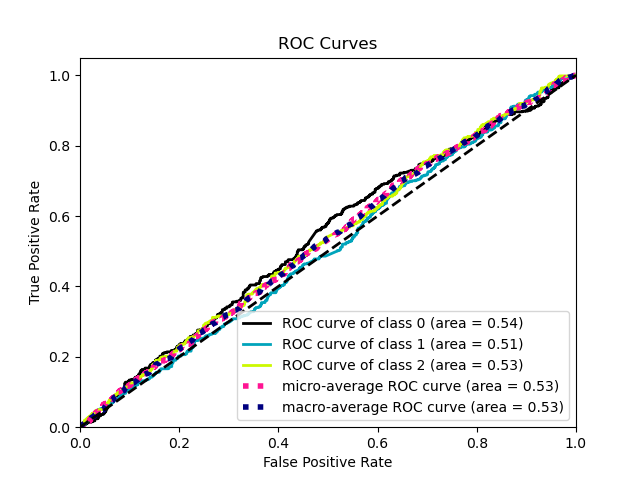 ROC Curves
True Positive Rate
1.0
0.8
0.6
0.4
0.2
0.0
ROC curve of class 0 (area = 0.54)
ROC curve of class 1 (area = 0.51)
ROC curve of class 2 (area = 0.53)
micro-average ROC curve (area = 0.53)
macro-average ROC curve (area = 0.53)
0.0 0.2 0.4 0.6 0.8 1.0
False Positive Rate